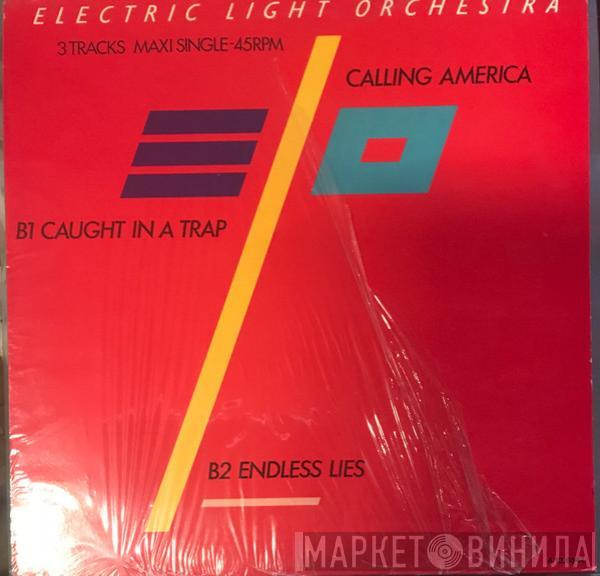 ELECTRIC LIGHT ORCHESTRA
3 TRACKS MAXI SINGLE-45RPM
CALLING AMERICA
B1 CAUGHT IN A TRAP
B2 ENDLESS LIES
МАРКЕТ ВИНИЛА